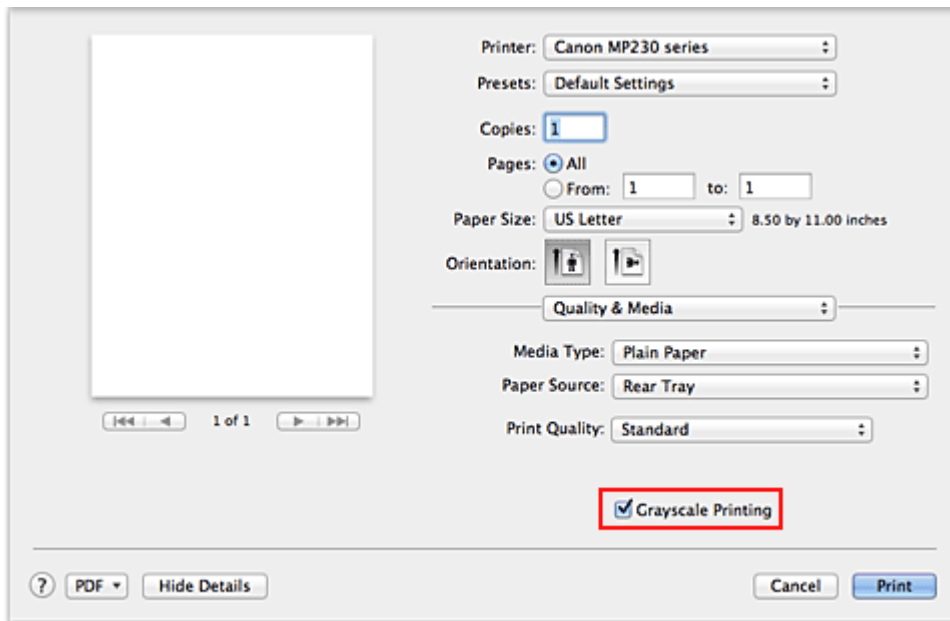 Printer: Canon MP230 series
Presets: Default Settings
Copies: 1
Pages: All
From: 1 to: 1
Paper Size: US Letter 8.50 by 11.00 inches
Orientation:
Quality & Media
Media Type: Plain Paper
Paper Source: Rear Tray
1 of 1
Print Quality: Standard
Grayscale Printing
? PDF Hide Details Cancel Print